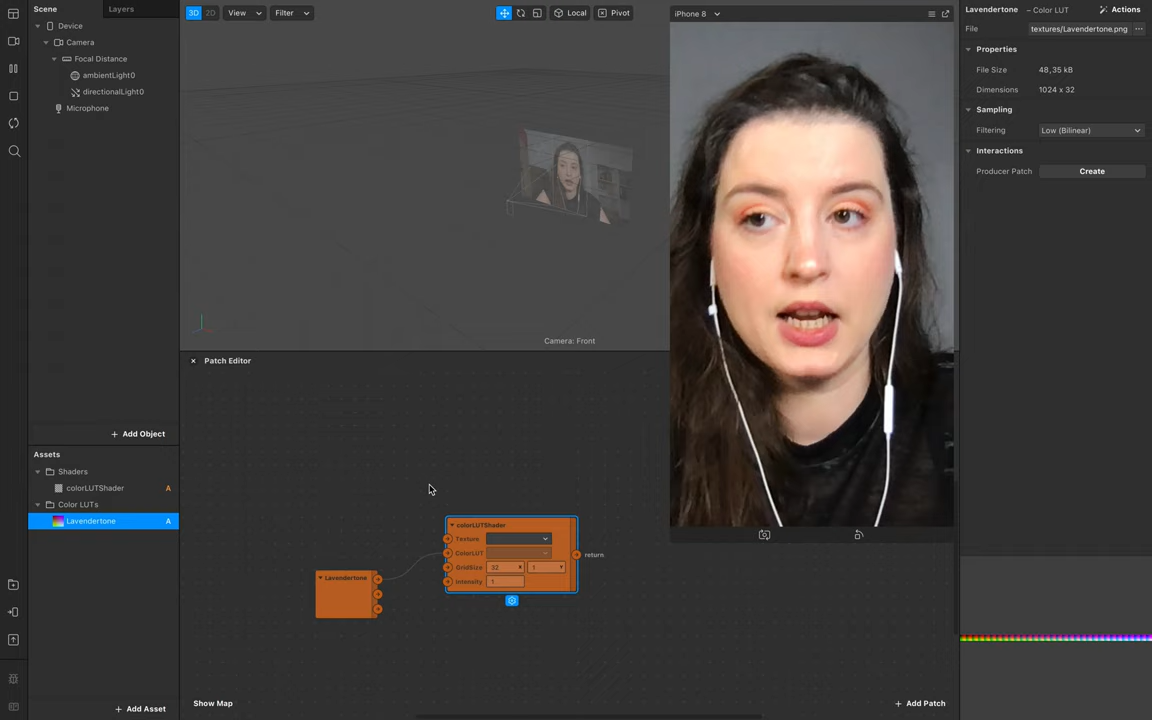 Scene
Layers
Device
Camera
Focal Distance
ambientLight0
directionalLight0
Microphone
+ Add Object
Assets
Shaders
colorLUTShader A
Color LUTs
Lavendertone A
+ Add Asset
3D 2D View Filter
Local Pivot
Camera: Front
iPhone 8
× Patch Editor
Lavendertone
colorLUTShader
Texture
ColorLUT
GridSize 32 x 1 Y
Intensity 1
return
Show Map
+ Add Patch
Lavendertone – Color LUT Actions
File textures/Lavendertone.png ...
Properties
File Size 48,35 kB
Dimensions 1024 x 32
Sampling
Filtering Low (Bilinear)
Interactions
Producer Patch Create